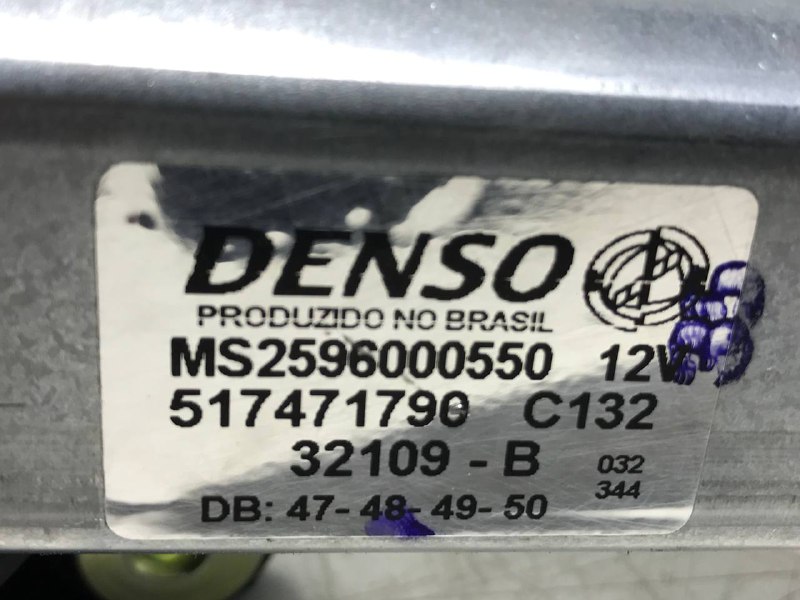 DENSO
PRODUZIDO NO BRASIL
MS2596000550 12V
517471790 C132
32109 - B 032
344
DB: 47- 48- 49- 50